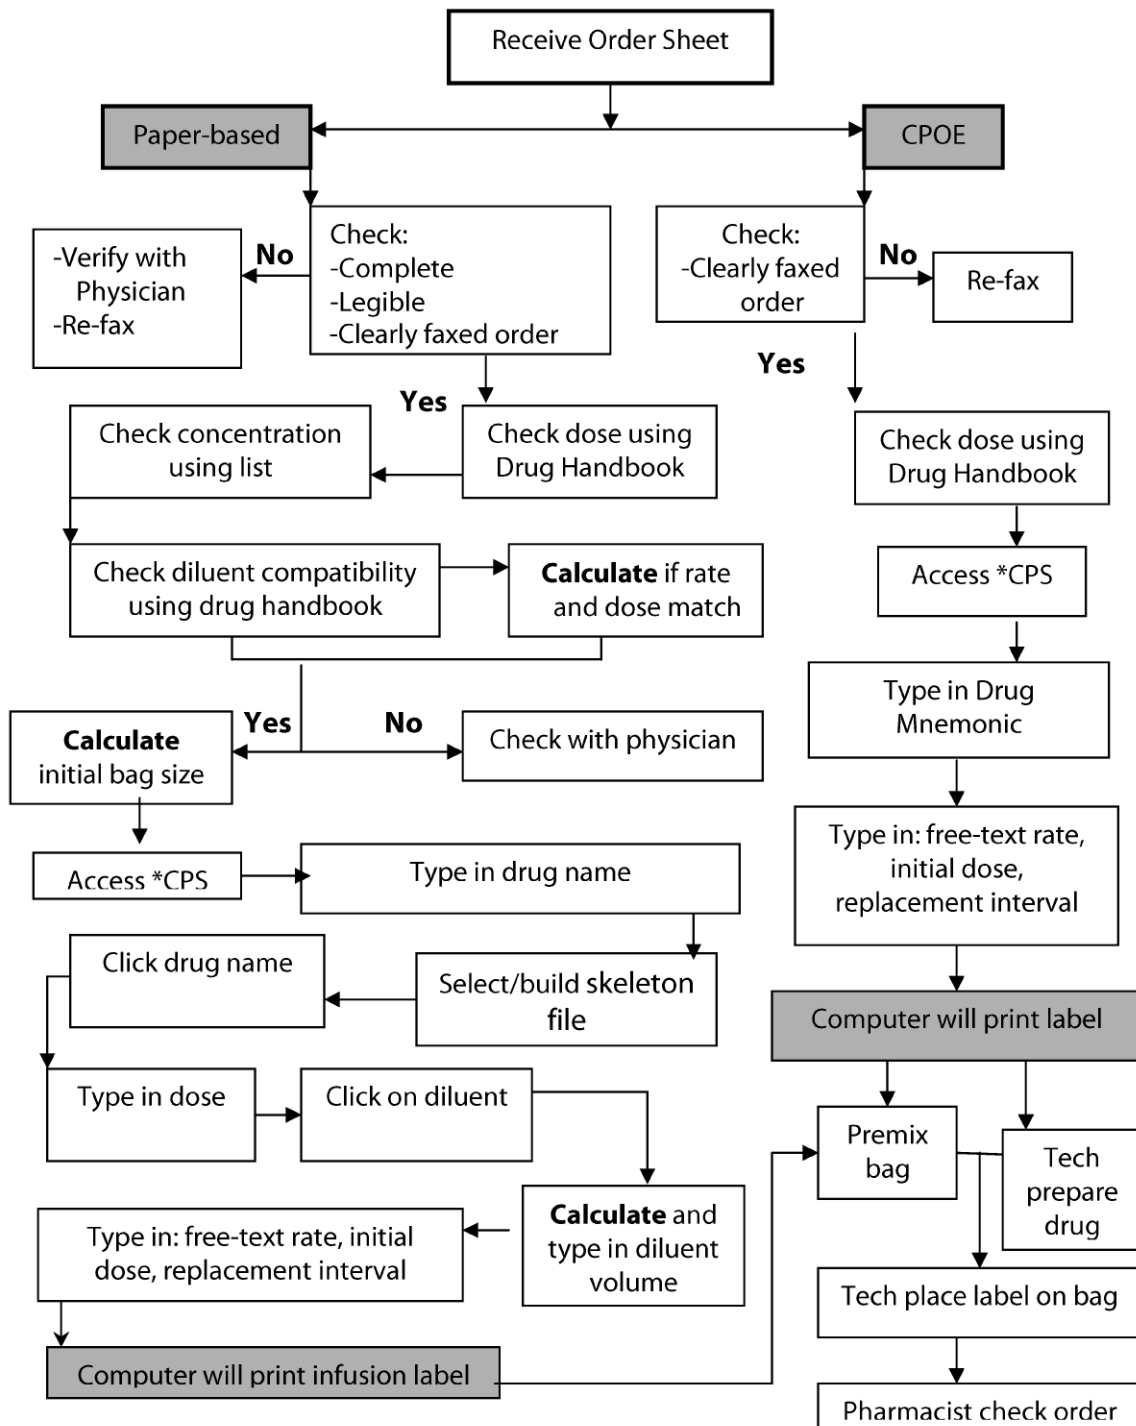 Receive Order Sheet
Paper-based
CPOE
-Verify with
Physician
-Re-fax
No
Check:
-Complete
-Legible
-Clearly faxed order
Check:
-Clearly faxed
order
No
Re-fax
Yes
Yes
Check concentration
using list
Check dose using
Drug Handbook
Check dose using
Drug Handbook
Check diluent compatibility
using drug handbook
Calculate if rate
and dose match
Access *CPS
Type in Drug
Mnemonic
Calculate
initial bag size
Yes
No
Check with physician
Type in: free-text rate,
initial dose,
replacement interval
Access *CPS
Type in drug name
Click drug name
Select/build skeleton
file
Computer will print label
Type in dose
Click on diluent
Premix
bag
Tech
prepare
drug
Calculate and
type in diluent
volume
Type in: free-text rate, initial
dose, replacement interval
Tech place label on bag
Computer will print infusion label
Pharmacist check order